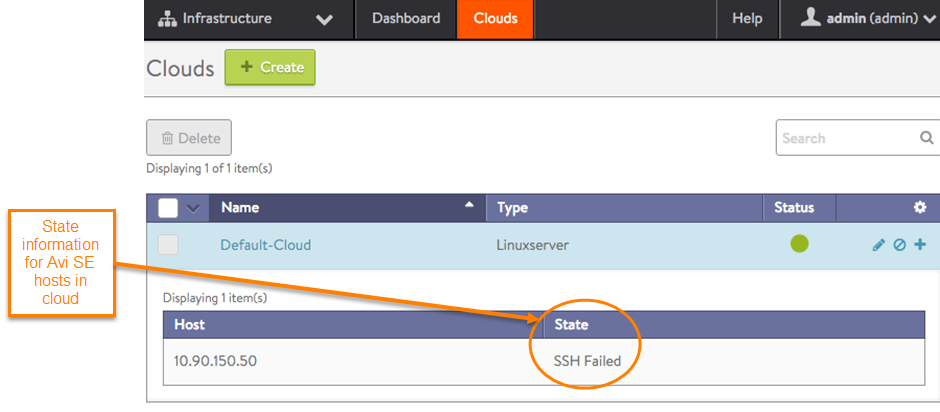 Infrastructure Dashboard Clouds Help admin (admin)
Clouds + Create
Delete Search
Displaying 1 of 1 item(s)
Name Type Status
Default-Cloud Linuxserver
State
information
for Avi SE
hosts in
cloud
Displaying 1 item(s)
Host State
10.90.150.50 SSH Failed